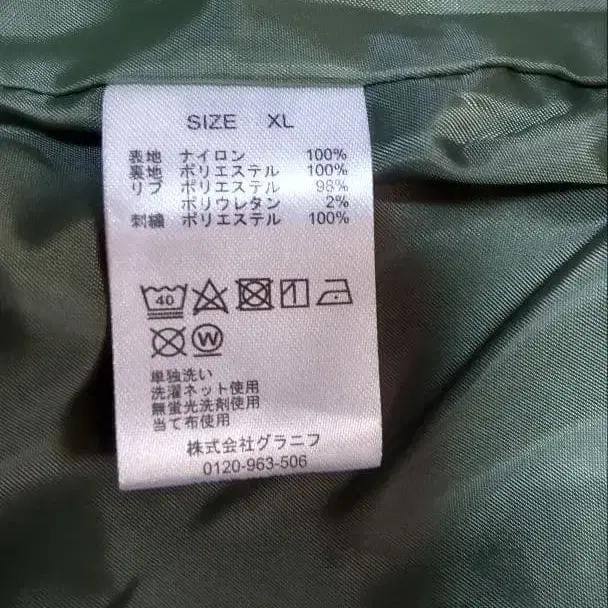 SIZE XL
表地 ナイロン 100%
裏地 ポリエステル 100%
リブ ポリエステル 98%
ポリウレタン 2%
刺繍 ポリエステル 100%
40
W
単独洗い
洗濯ネット使用
無蛍光洗剤使用
当て布使用
株式会社グラニフ
0120-963-506